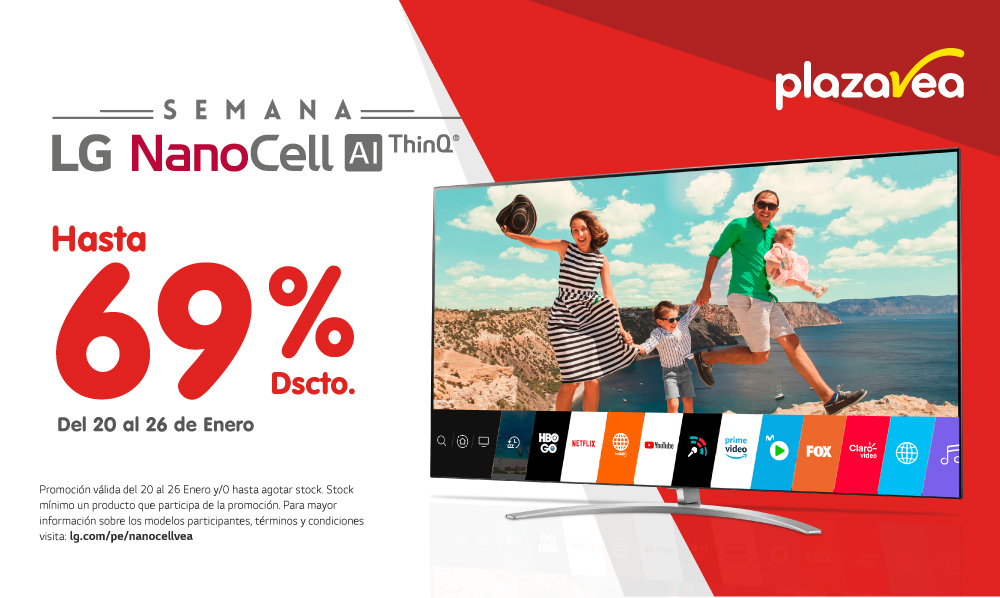 plazavea
SEMANA
LG NanoCell AI ThinQ®
Hasta
69%
Dscto.
Del 20 al 26 de Enero
Promoción válida del 20 al 26 Enero y/0 hasta agotar stock. Stock
mínimo un producto que participa de la promoción. Para mayor
información sobre los modelos participantes, términos y condiciones
visita: lg.com/pe/nanocellvea
HBO GO
NETFLIX
YouTube
prime video
FOX
Claro video